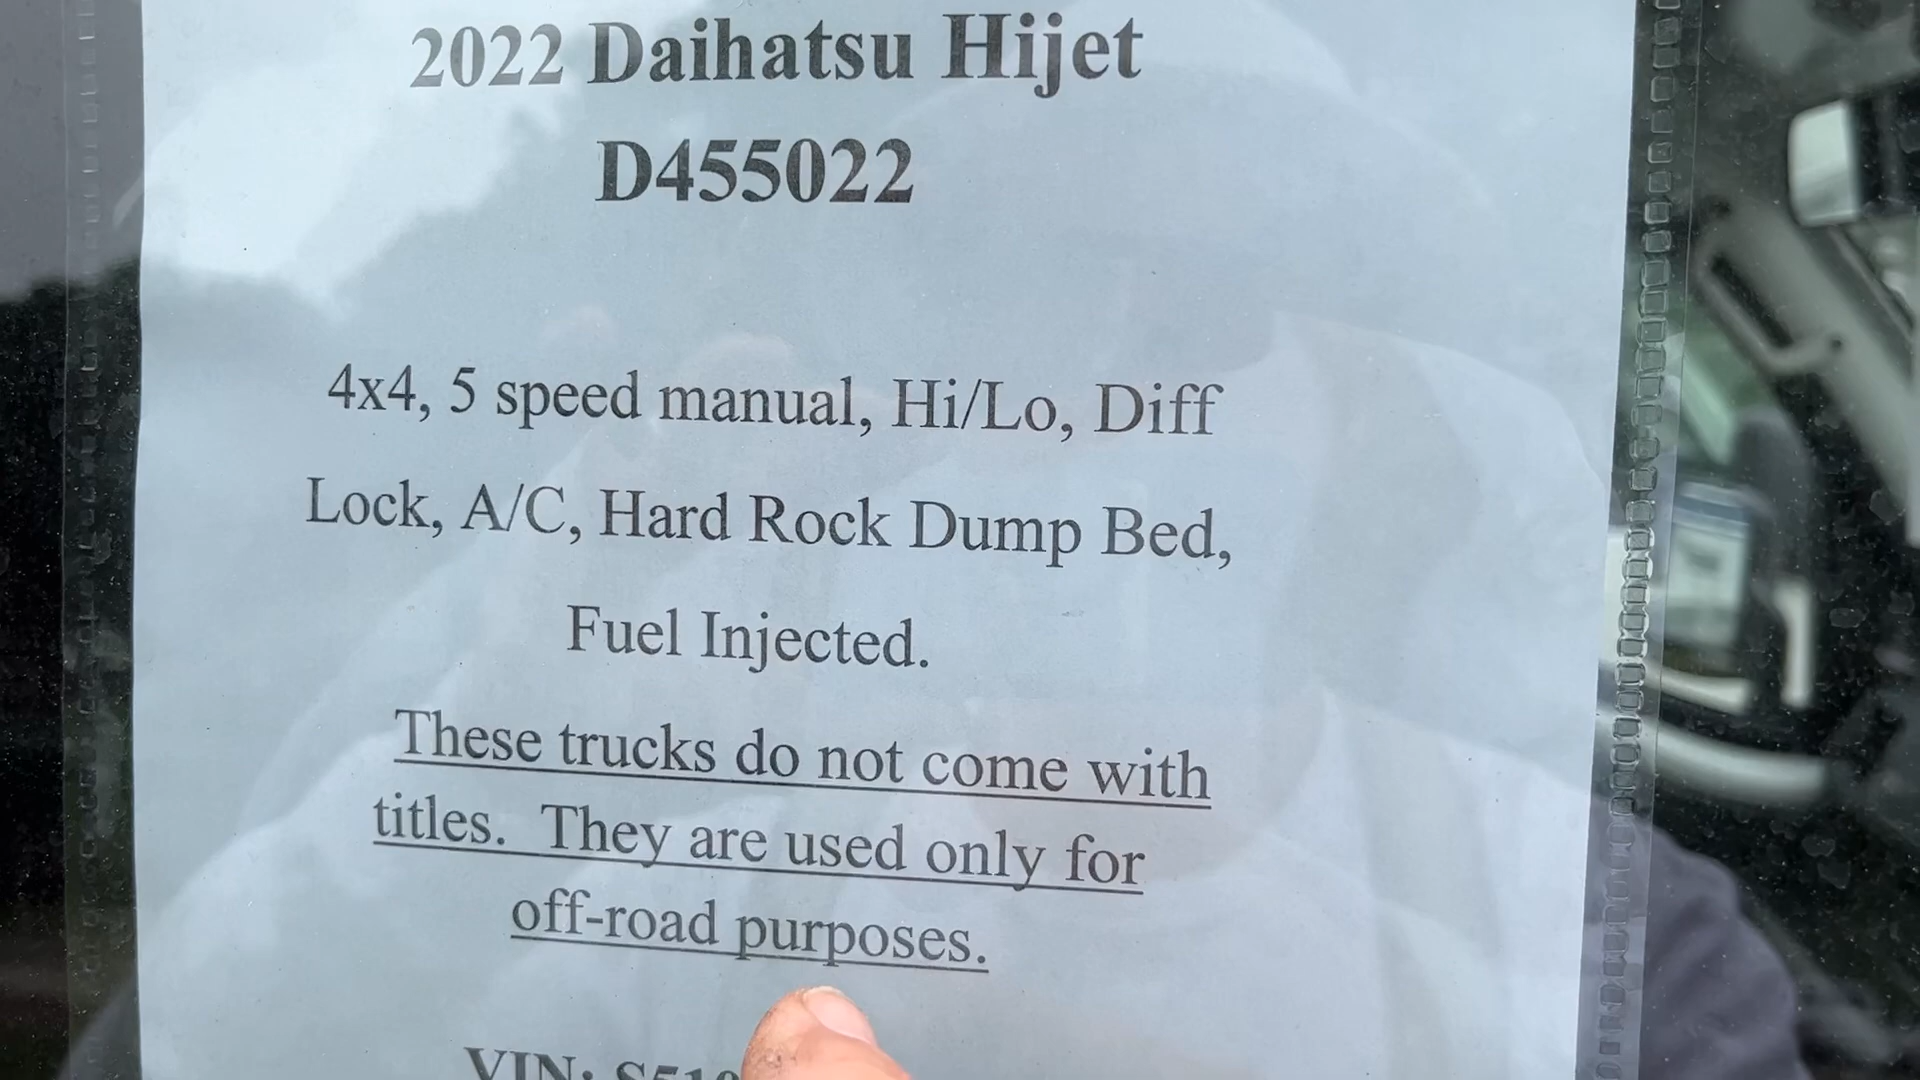 2022 Daihatsu Hijet
D455022
4x4, 5 speed manual, Hi/Lo, Diff
Lock, A/C, Hard Rock Dump Bed,
Fuel Injected.
These trucks do not come with
titles. They are used only for
off-road purposes.
VIN: